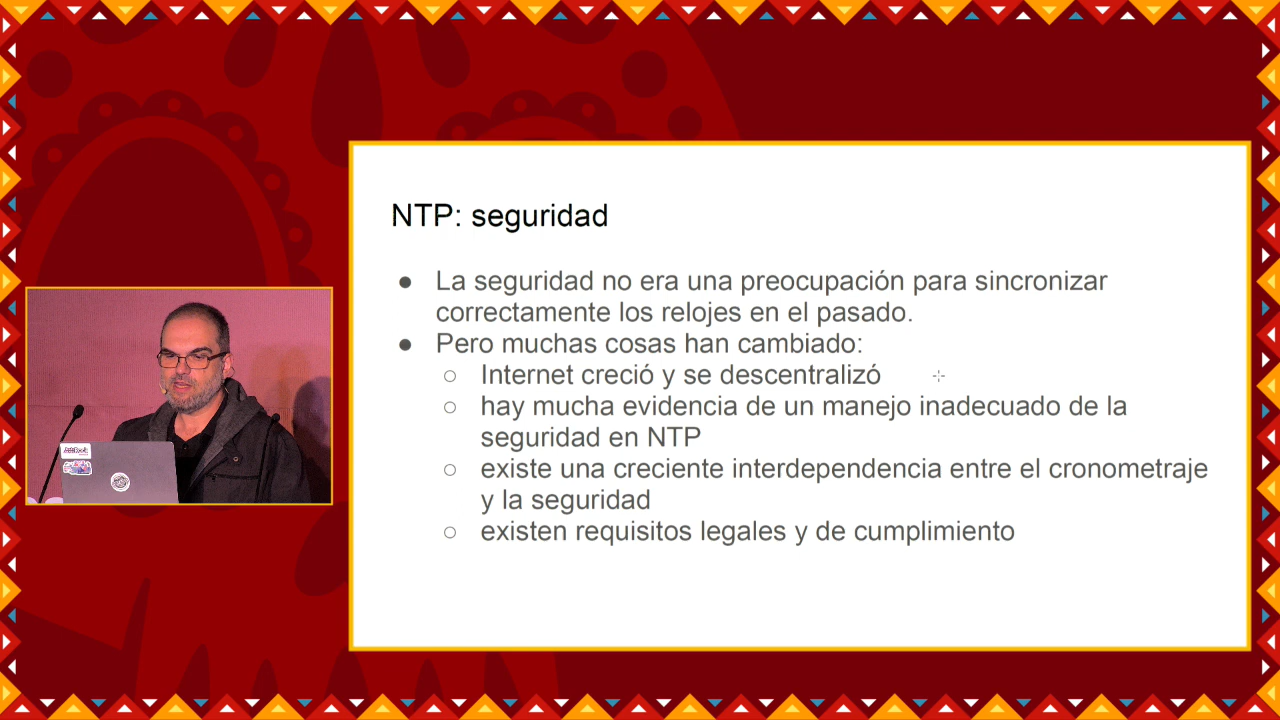 NTP: seguridad
● La seguridad no era una preocupación para sincronizar
correctamente los relojes en el pasado.
● Pero muchas cosas han cambiado:
○ Internet creció y se descentralizó
○ hay mucha evidencia de un manejo inadecuado de la
seguridad en NTP
○ existe una creciente interdependencia entre el cronometraje
y la seguridad
○ existen requisitos legales y de cumplimiento